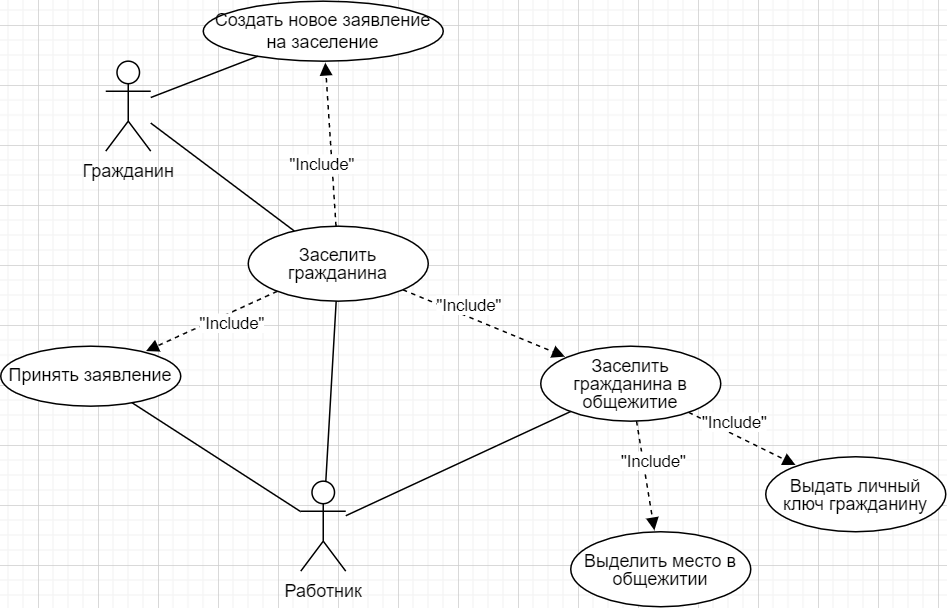 Создать новое заявление
на заселение
Гражданин
"Include"
Заселить
гражданина
"Include"
"Include"
Принять заявление
Заселить
гражданина в
общежитие
"Include"
"Include"
Выдать личный
ключ гражданину
Выделить место в
общежитии
Работник